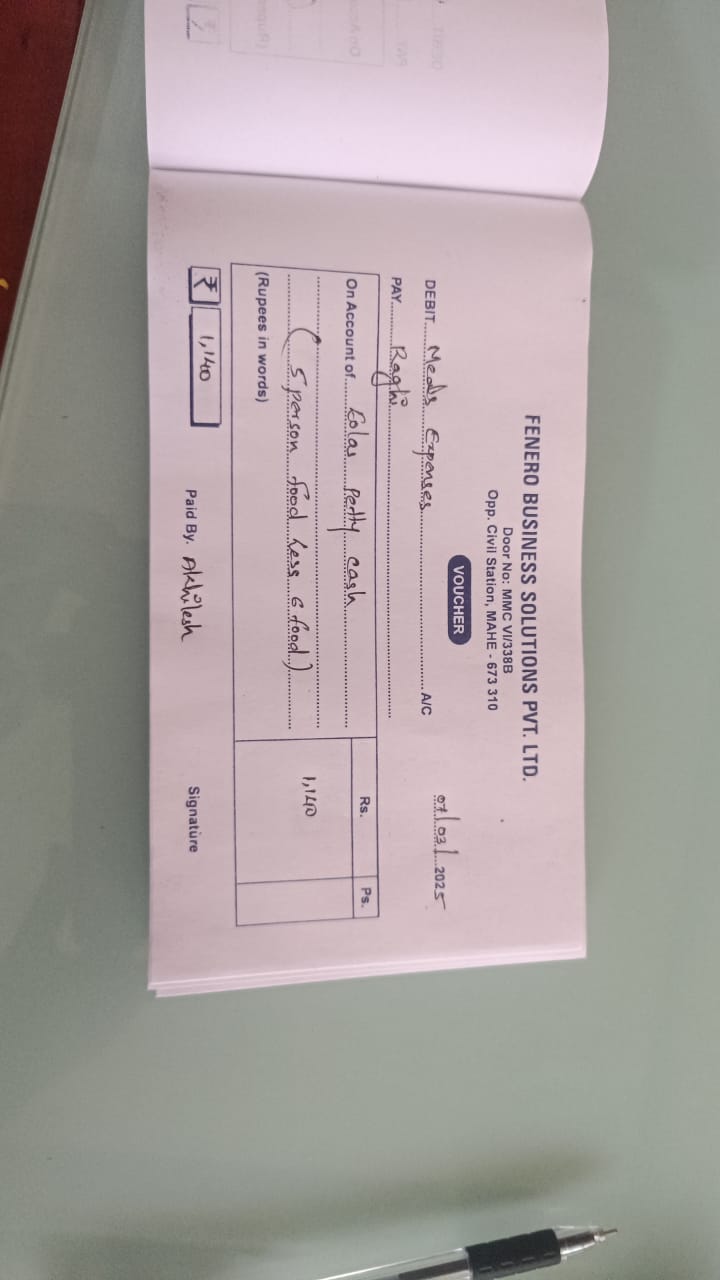 FENERO BUSINESS SOLUTIONS PVT. LTD.
Door No: MMC VI/338B
Opp. Civil Station, MAHE - 673 310
VOUCHER
07/03/2025
DEBIT Meals Expenses A/C
PAY Raghi
Rs. Ps.
On Account of petty cash
1,140
(5 person food less 6 food)
(Rupees in words)
₹ 1,140
Paid By. Akhilesh
Signature